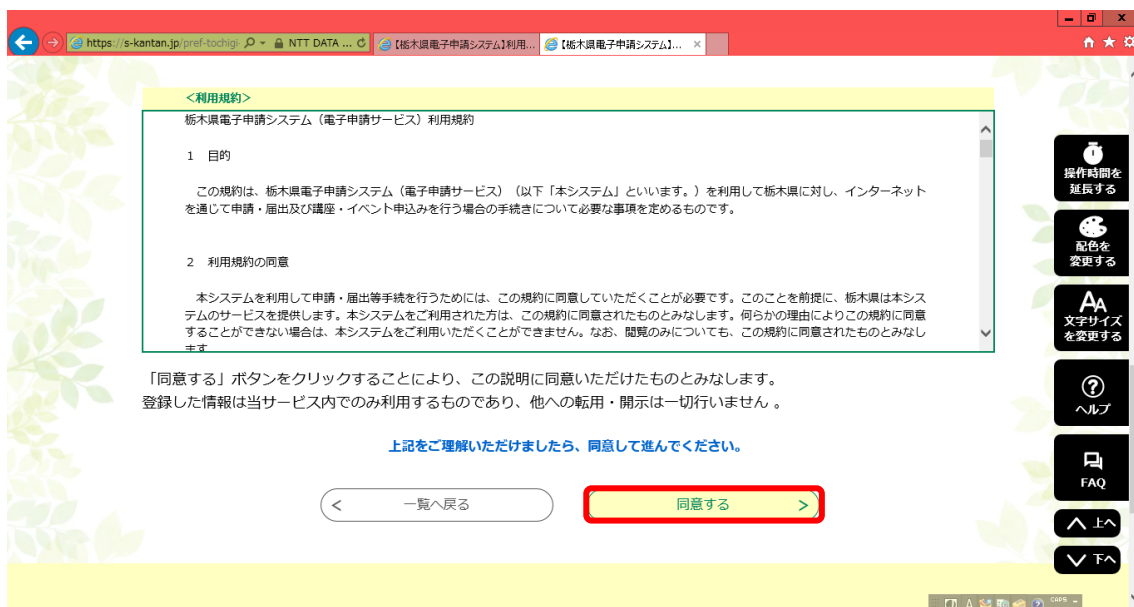 https://s-kantan.jp/pref-tochigi-
NTT DATA ...
【栃木県電子申請システム】利用...
【栃木県電子申請システム】...
<利用規約>
栃木県電子申請システム（電子申請サービス）利用規約
1　目的
この規約は、栃木県電子申請システム（電子申請サービス）（以下「本システム」といいます。）を利用して栃木県に対し、インターネット
を通じて申請・届出及び講座・イベント申込みを行う場合の手続きについて必要な事項を定めるものです。
2　利用規約の同意
本システムを利用して申請・届出等手続を行うためには、この規約に同意していただくことが必要です。このことを前提に、栃木県は本シス
テムのサービスを提供します。本システムをご利用された方は、この規約に同意されたものとみなします。何らかの理由によりこの規約に同意
することができない場合は、本システムをご利用いただくことができません。なお、閲覧のみについても、この規約に同意されたものとみなし
ます
「同意する」ボタンをクリックすることにより、この説明に同意いただけたものとみなします。
登録した情報は当サービス内でのみ利用するものであり、他への転用・開示は一切行いません 。
上記をご理解いただけましたら、同意して進んでください。
< 一覧へ戻る
同意する >
操作時間を
延長する
配色を
変更する
AA
文字サイズ
を変更する
?
ヘルプ
FAQ
上へ
下へ
A
CAPS